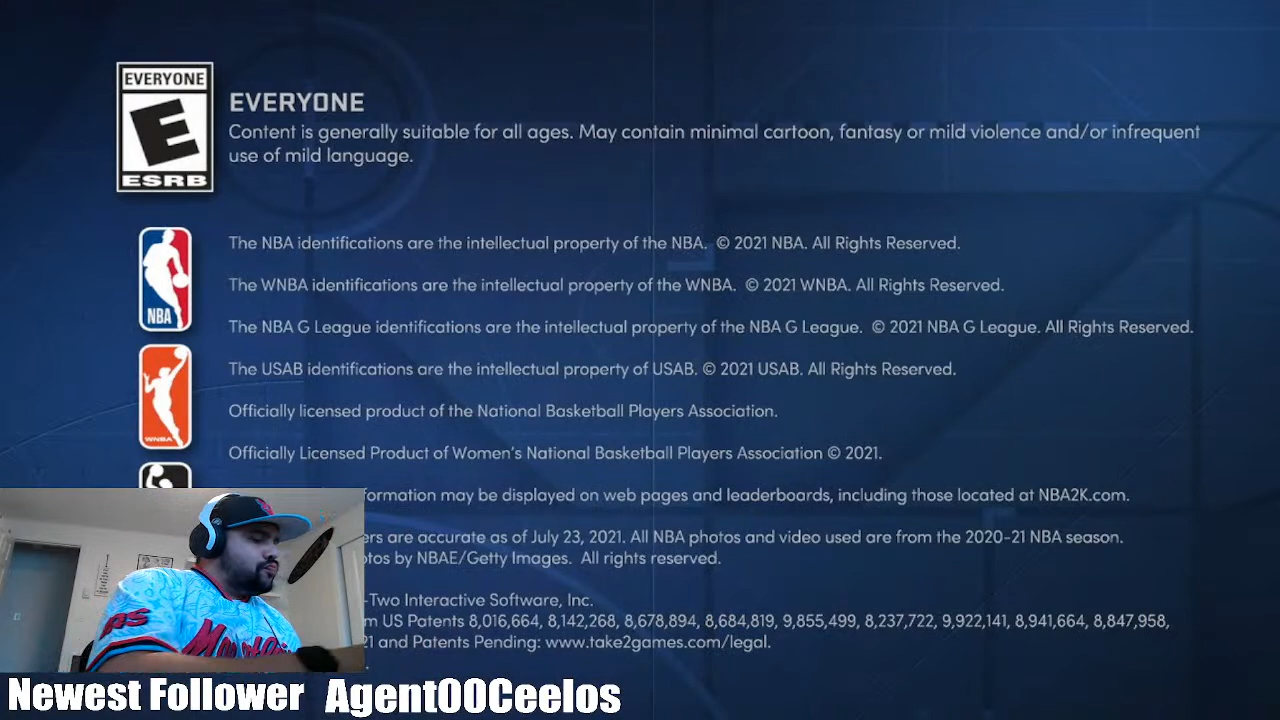 EVERYONE
E
ESRB
EVERYONE
Content is generally suitable for all ages. May contain minimal cartoon, fantasy or mild violence and/or infrequent
use of mild language.
NBA
The NBA identifications are the intellectual property of the NBA. © 2021 NBA. All Rights Reserved.
The WNBA identifications are the intellectual property of the WNBA. © 2021 WNBA. All Rights Reserved.
The NBA G League identifications are the intellectual property of the NBA G League. © 2021 NBA G League. All Rights Reserved.
WNBA
The USAB identifications are the intellectual property of USAB. © 2021 USAB. All Rights Reserved.
Officially licensed product of the National Basketball Players Association.
Officially Licensed Product of Women's National Basketball Players Association © 2021.
formation may be displayed on web pages and leaderboards, including those located at NBA2K.com.
ers are accurate as of July 23, 2021. All NBA photos and video used are from the 2020-21 NBA season.
otos by NBAE/Getty Images. All rights reserved.
-Two Interactive Software, Inc.
m US Patents 8,016,664, 8,142,268, 8,678,894, 8,684,819, 9,855,499, 8,237,722, 9,922,141, 8,941,664, 8,847,958,
21 and Patents Pending: www.take2games.com/legal.
Newest Follower Agent00Ceelos